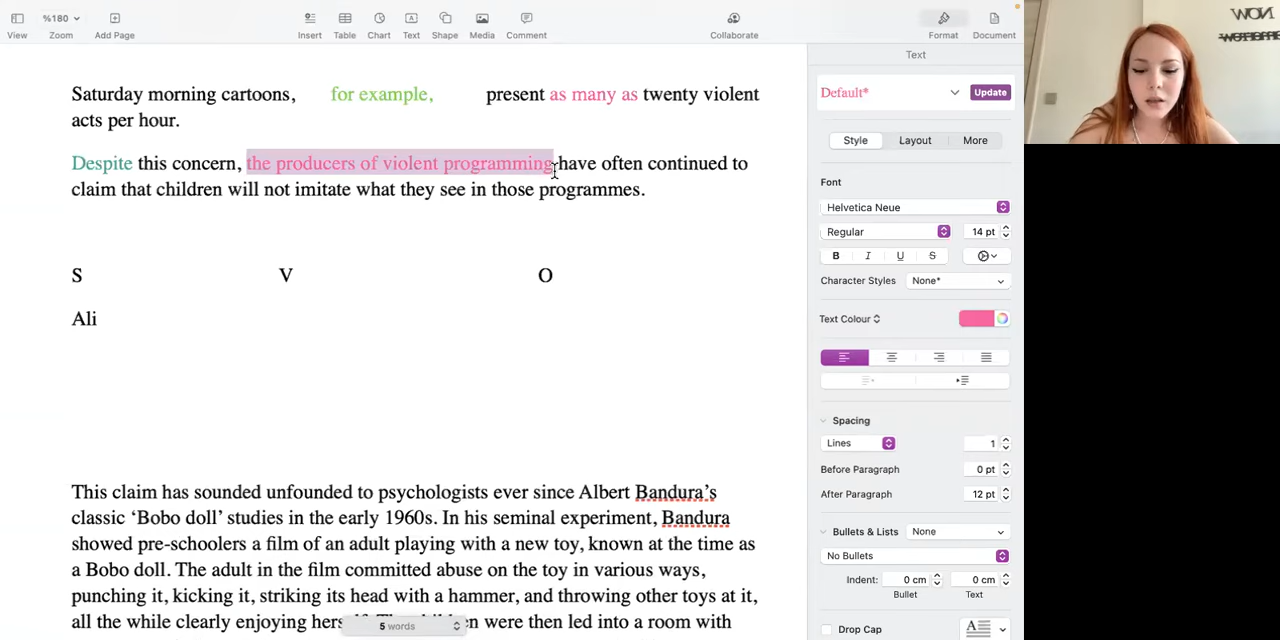 %180
View
Zoom
Add Page
Insert
Table
Chart
Text
Shape
Media
Comment
Collaborate
Format
Document
Saturday morning cartoons, for example, present as many as twenty violent
acts per hour.
Despite this concern, the producers of violent programming have often continued to
claim that children will not imitate what they see in those programmes.
S V O
Ali
This claim has sounded unfounded to psychologists ever since Albert Bandura's
classic ‘Bobo doll’ studies in the early 1960s. In his seminal experiment, Bandura
showed pre-schoolers a film of an adult playing with a new toy, known at the time as
a Bobo doll. The adult in the film committed abuse on the toy in various ways,
punching it, kicking it, striking its head with a hammer, and throwing other toys at it,
all the while clearly enjoying were then led into a room with
5 words
Text
Default*
Update
Style
Layout
More
Font
Helvetica Neue
Regular
14 pt
B I U S
Character Styles
None*
Text Colour
Spacing
Lines
1
Before Paragraph
0 pt
After Paragraph
12 pt
Bullets & Lists
None
No Bullets
Indent:
0 cm
0 cm
Bullet
Text
Drop Cap